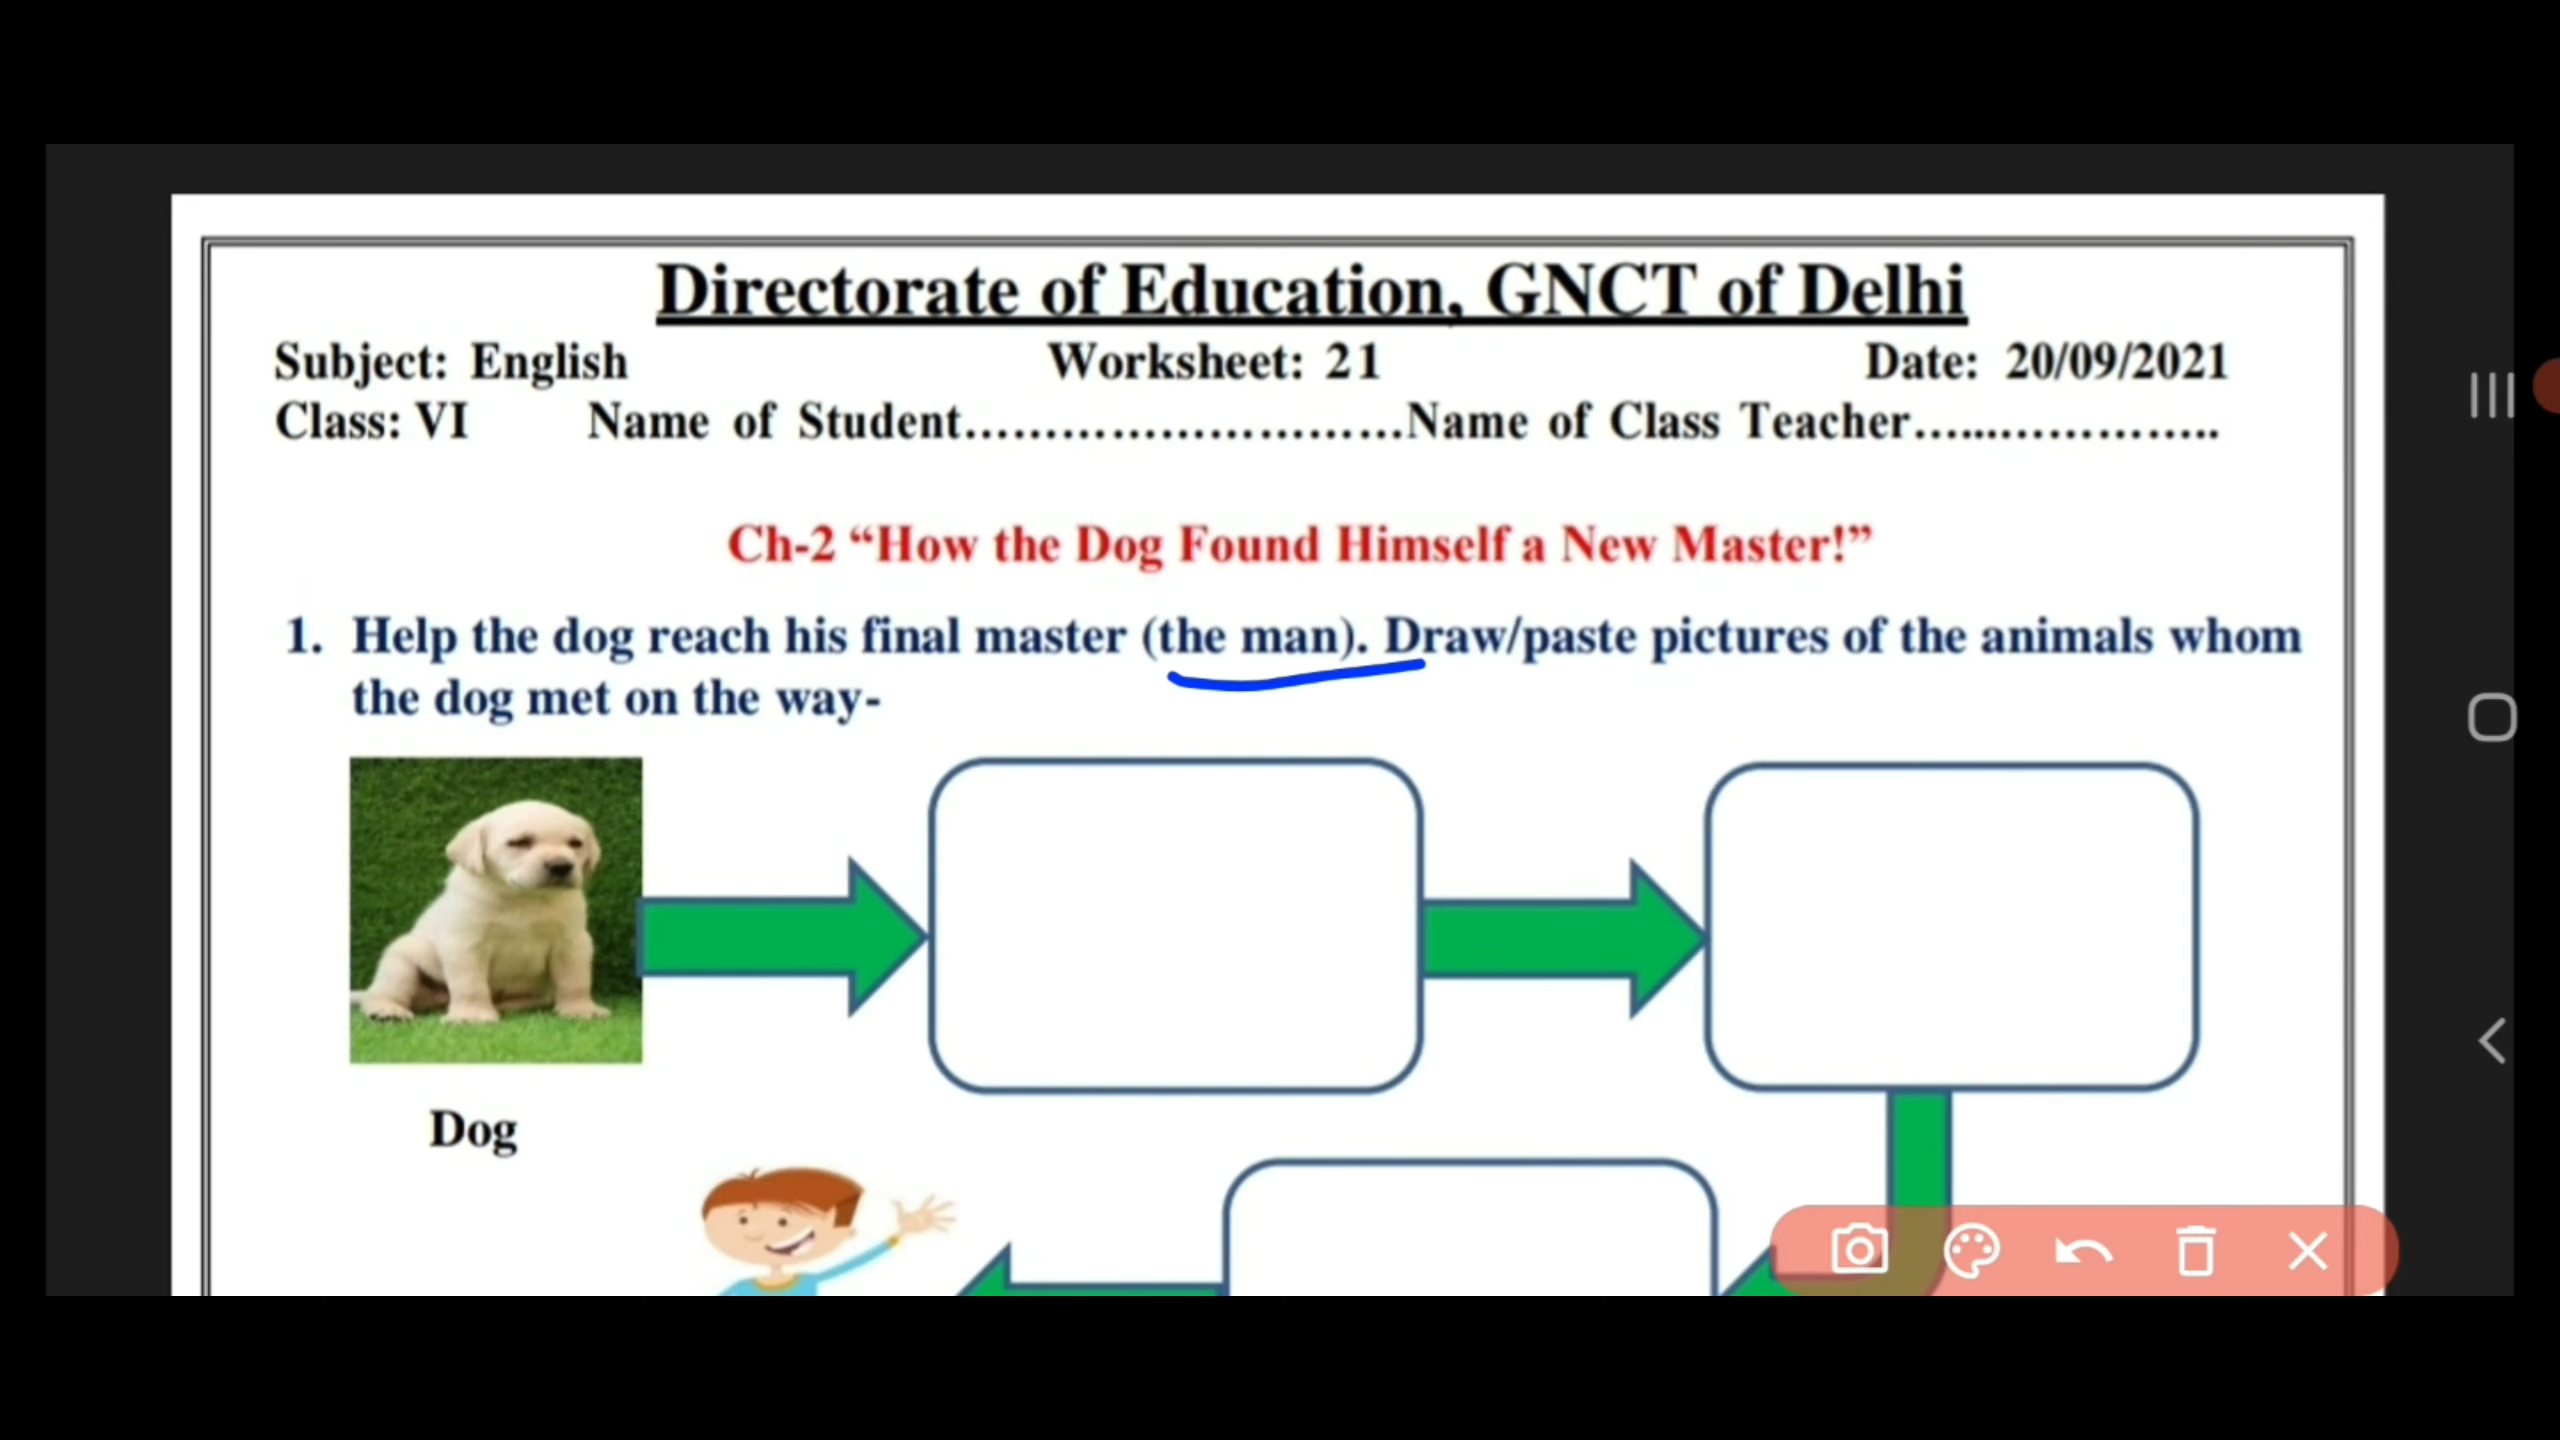 Directorate of Education, GNCT of Delhi
Subject: English Worksheet: 21 Date: 20/09/2021
Class: VI Name of Student……………………….Name of Class Teacher…...…………..
Ch-2 “How the Dog Found Himself a New Master!”
1. Help the dog reach his final master (the man). Draw/paste pictures of the animals whom
the dog met on the way-
Dog